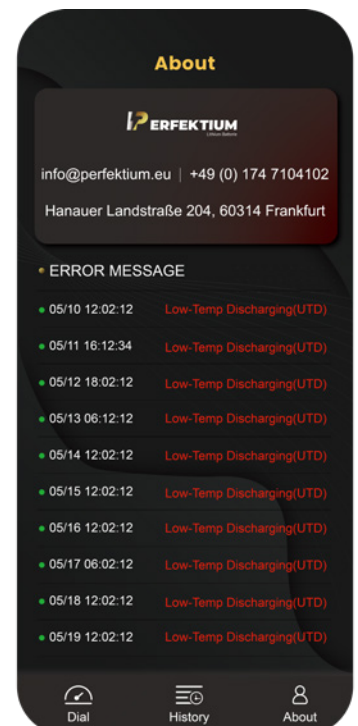 About
PERFEKTIUM
Lithium Batterie
info@perfektium.eu | +49 (0) 174 7104102
Hanauer Landstraße 204, 60314 Frankfurt
ERROR MESSAGE
05/10 12:02:12 Low-Temp Discharging(UTD)
05/11 16:12:34 Low-Temp Discharging(UTD)
05/12 18:02:12 Low-Temp Discharging(UTD)
05/13 06:12:12 Low-Temp Discharging(UTD)
05/14 12:02:12 Low-Temp Discharging(UTD)
05/15 12:02:12 Low-Temp Discharging(UTD)
05/16 12:02:12 Low-Temp Discharging(UTD)
05/17 06:02:12 Low-Temp Discharging(UTD)
05/18 12:02:12 Low-Temp Discharging(UTD)
05/19 12:02:12 Low-Temp Discharging(UTD)
Dial History About